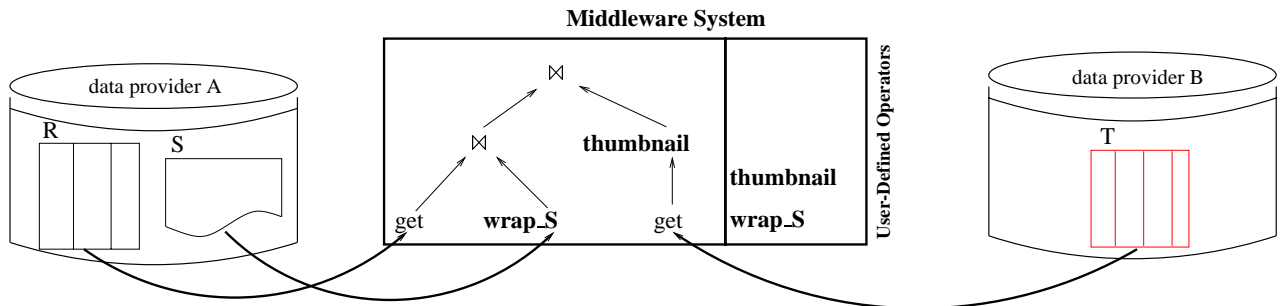 Middleware System
data provider A
R
S
⋈
⋈
thumbnail
get
wrap_S
get
thumbnail
wrap_S
User-Defined Operators
data provider B
T